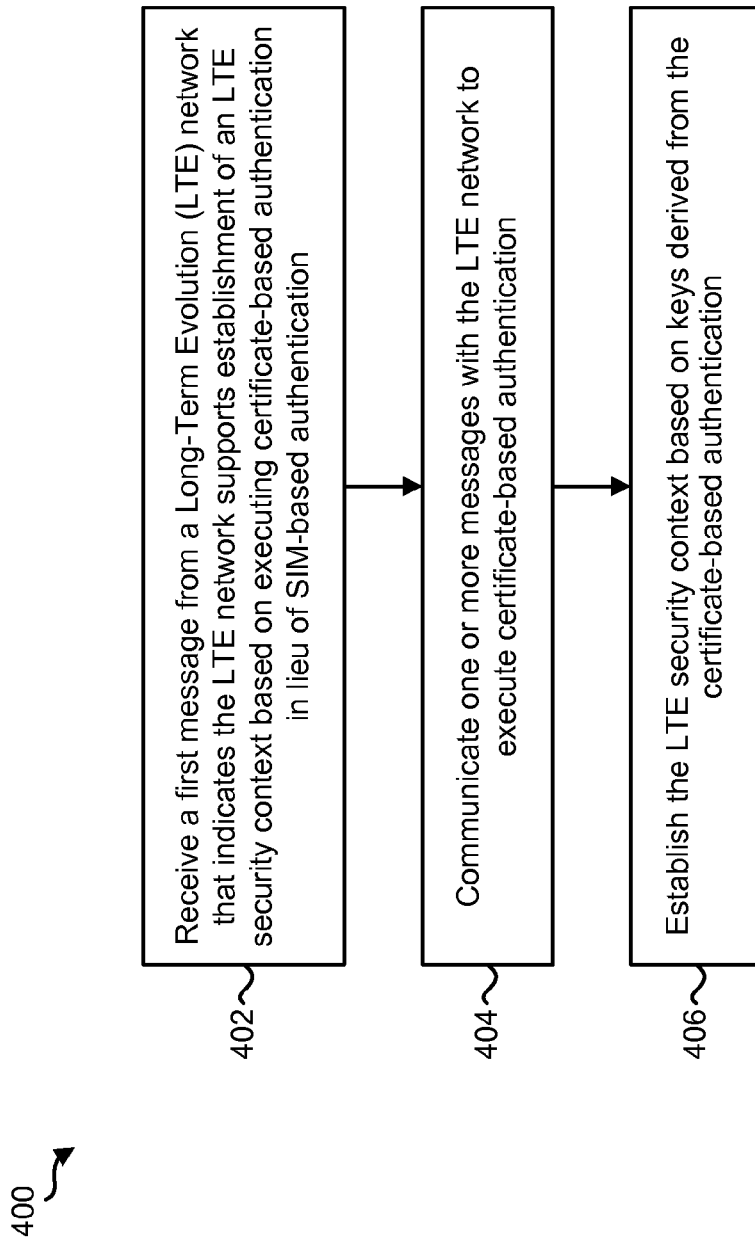 400
402
Receive a first message from a Long-Term Evolution (LTE) network
that indicates the LTE network supports establishment of an LTE
security context based on executing certificate-based authentication
in lieu of SIM-based authentication
404
Communicate one or more messages with the LTE network to
execute certificate-based authentication
406
Establish the LTE security context based on keys derived from the
certificate-based authentication